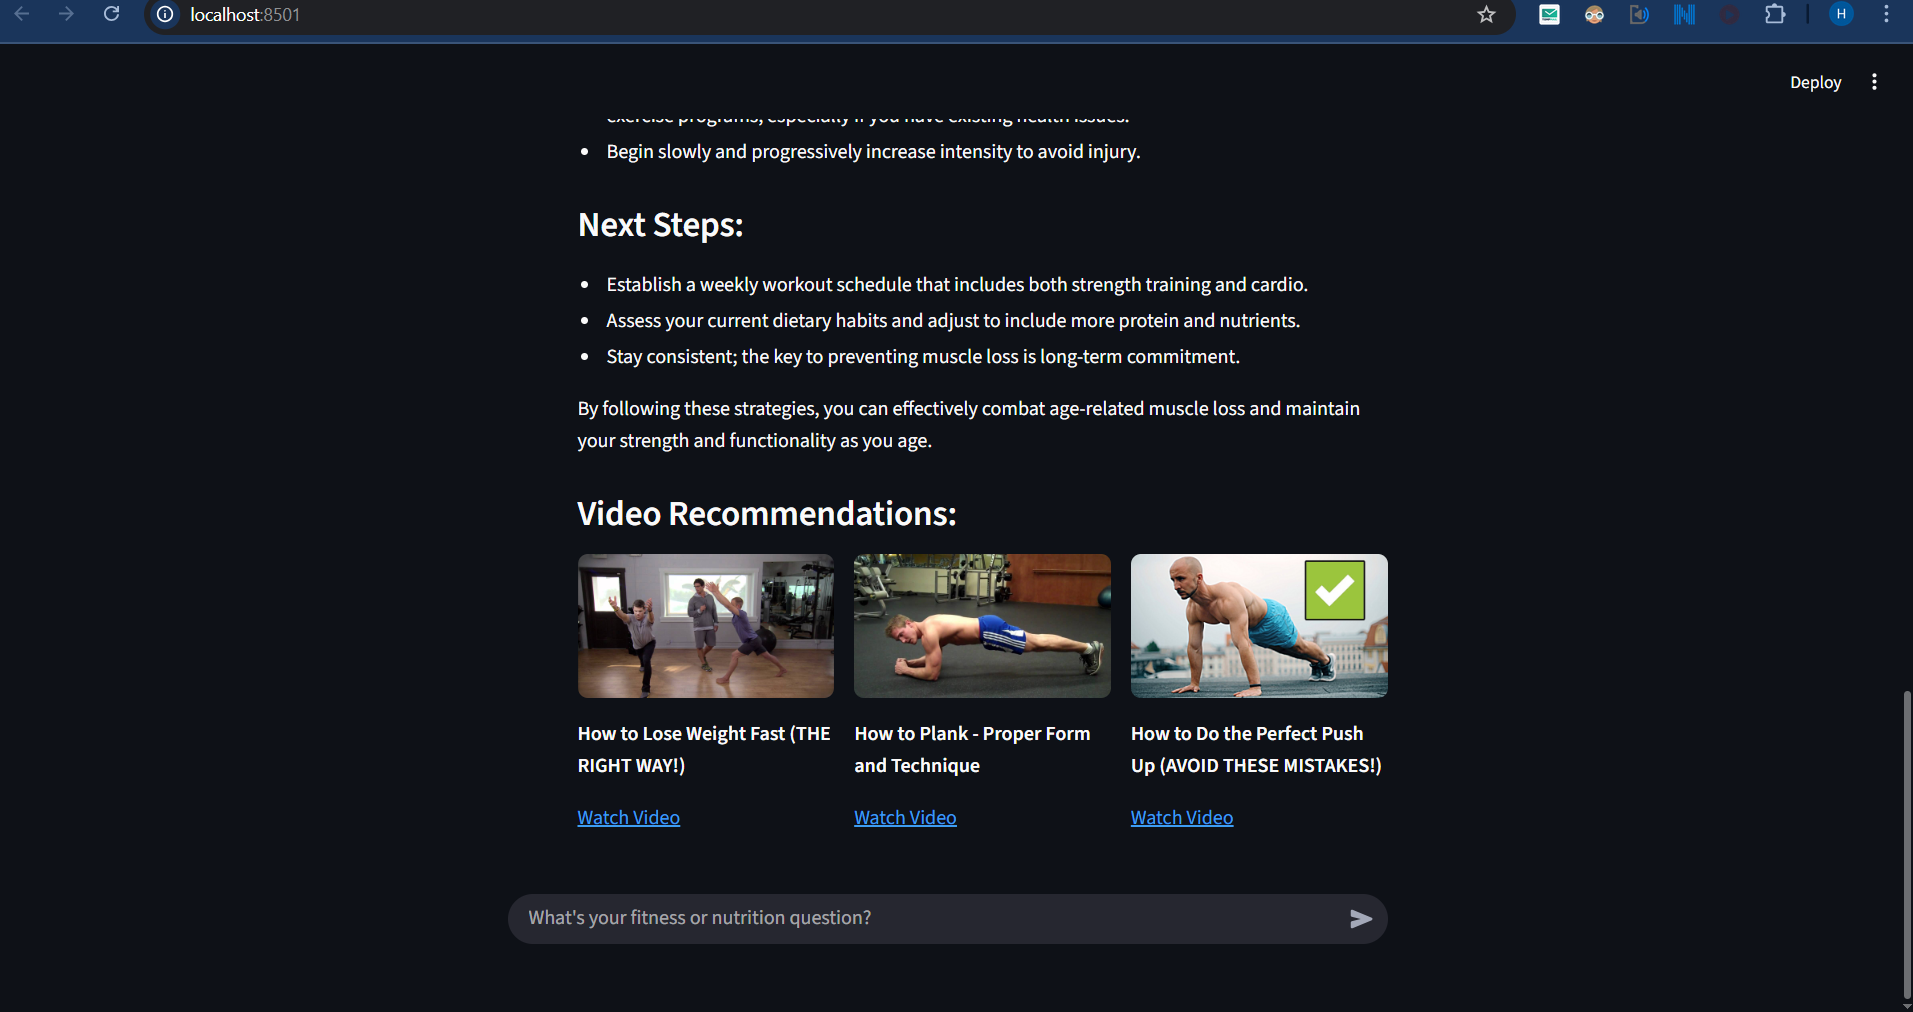 localhost:8501
H
Deploy
exercise programs, especially if you have existing health issues.
Begin slowly and progressively increase intensity to avoid injury.
Next Steps:
Establish a weekly workout schedule that includes both strength training and cardio.
Assess your current dietary habits and adjust to include more protein and nutrients.
Stay consistent; the key to preventing muscle loss is long-term commitment.
By following these strategies, you can effectively combat age-related muscle loss and maintain
your strength and functionality as you age.
Video Recommendations:
How to Lose Weight Fast (THE
RIGHT WAY!)
Watch Video
How to Plank - Proper Form
and Technique
Watch Video
How to Do the Perfect Push
Up (AVOID THESE MISTAKES!)
Watch Video
What's your fitness or nutrition question?